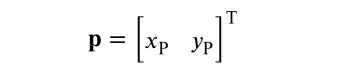 p = [x_P y_P]^T